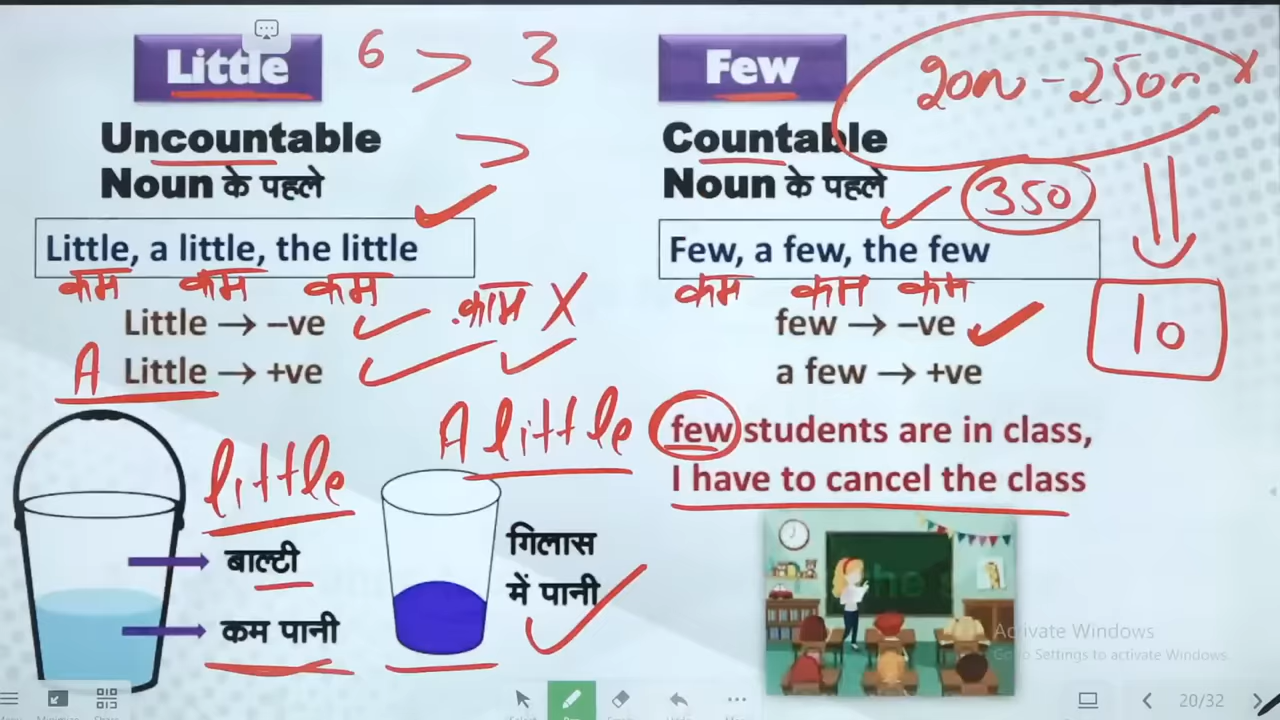 Little
6 > 3
Uncountable
>
Noun के पहले
Little, a little, the little
कम कम कम
Little → –ve
काम X
A Little → +ve
little
A little
बाल्टी
कम पानी
गिलास
में पानी
Few
Countable
Noun के पहले
350
Few, a few, the few
कम कम कम
few → –ve
10
a few → +ve
few students are in class,
I have to cancel the class
Activate Windows
Go to Settings to activate Windows.
20/32